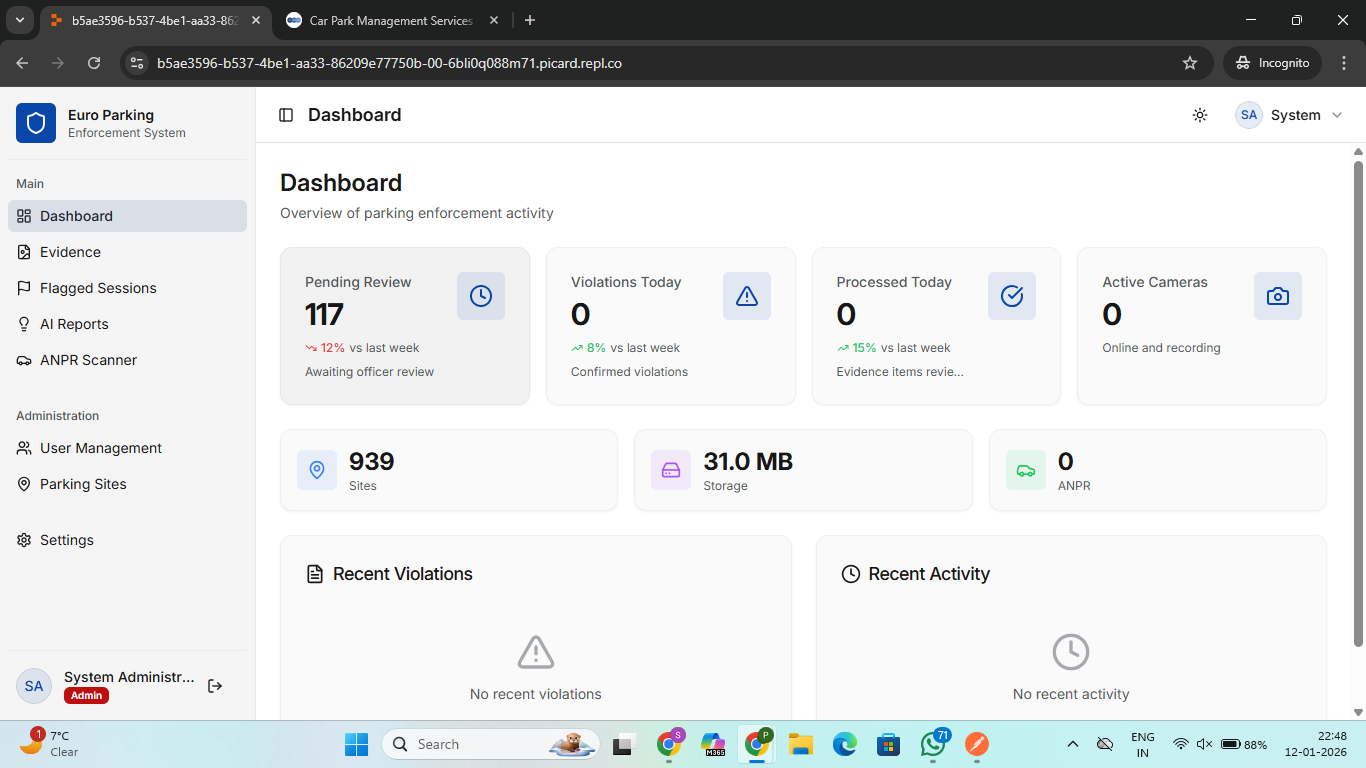 b5ae3596-b537-4be1-aa33-862
Car Park Management Services
b5ae3596-b537-4be1-aa33-86209e77750b-00-6bli0q088m71.picard.repl.co
Incognito
Euro Parking
Enforcement System
Dashboard
SA
System
Main
Dashboard
Evidence
Flagged Sessions
AI Reports
ANPR Scanner
Administration
User Management
Parking Sites
Settings
SA
System Administr...
Admin
Dashboard
Overview of parking enforcement activity
Pending Review
117
12% vs last week
Awaiting officer review
Violations Today
0
8% vs last week
Confirmed violations
Processed Today
0
15% vs last week
Evidence items revie...
Active Cameras
0
Online and recording
939
Sites
31.0 MB
Storage
0
ANPR
Recent Violations
No recent violations
Recent Activity
No recent activity
1
7°C
Clear
Search
S
M365
P
71
ENG
IN
88%
22:48
12-01-2026